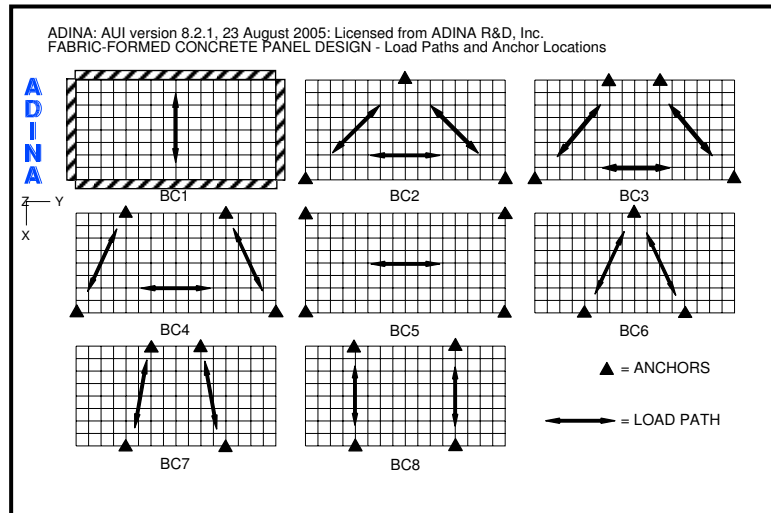 ADINA: AUI version 8.2.1, 23 August 2005: Licensed from ADINA R&D, Inc.
FABRIC-FORMED CONCRETE PANEL DESIGN - Load Paths and Anchor Locations
ADINA
Z Y
X
BC1
BC2
BC3
BC4
BC5
BC6
= ANCHORS
= LOAD PATH
BC7
BC8